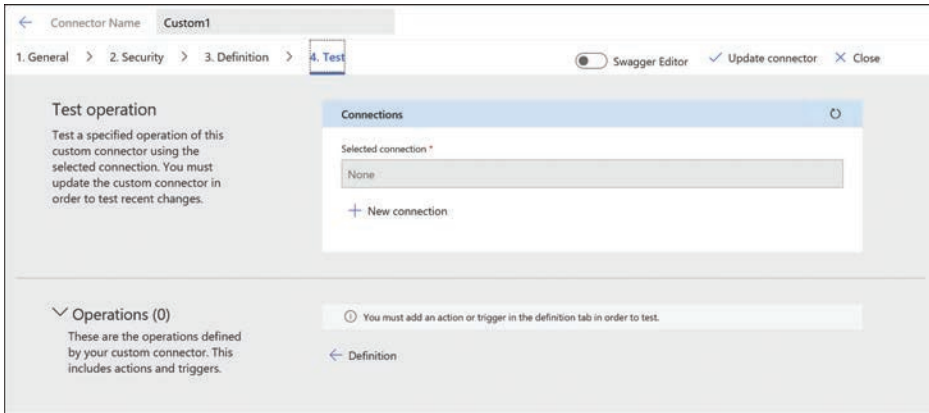 Connector Name Custom1
1. General > 2. Security > 3. Definition > 4. Test Swagger Editor Update connector Close
Test operation
Test a specified operation of this
custom connector using the
selected connection. You must
update the custom connector in
order to test recent changes.
Connections
Selected connection *
None
+ New connection
Operations (0)
These are the operations defined
by your custom connector. This
includes actions and triggers.
You must add an action or trigger in the definition tab in order to test.
Definition